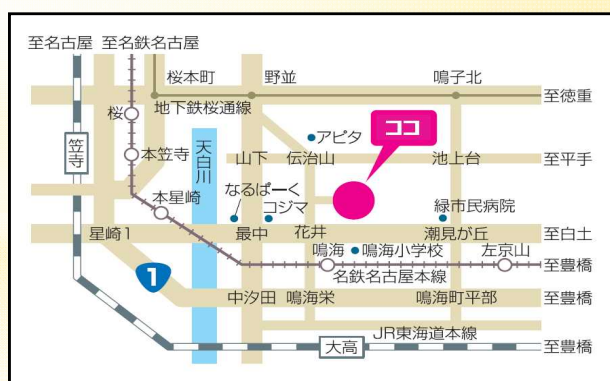 至名古屋 至名鉄名古屋
桜本町 野並 鳴子北
至徳重
地下鉄桜通線
桜
アピタ
ココ
笠寺
本笠寺
天白川
山下 伝治山 池上台 至平手
なるぱーく
コジマ
本星崎
緑市民病院
星崎1 最中 花井 潮見が丘 至白土
鳴海 鳴海小学校 左京山
名鉄名古屋本線 至豊橋
1
中汐田 鳴海栄 鳴海町平部 至豊橋
JR東海道本線
大高 至豊橋